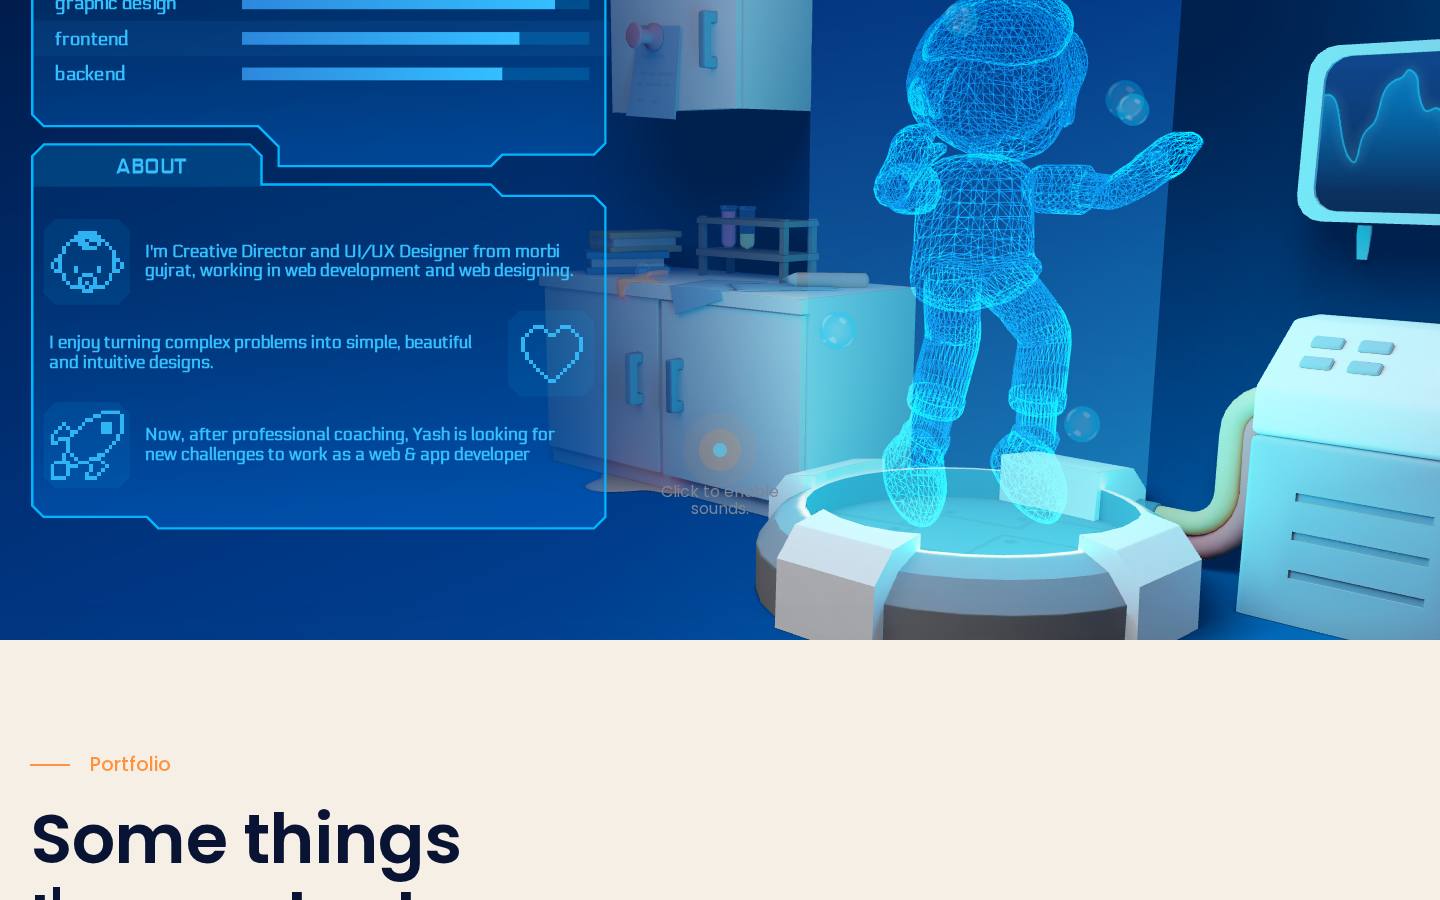 graphic design
frontend
backend
ABOUT
I'm Creative Director and UI/UX Designer from morbi
gujrat, working in web development and web designing.
I enjoy turning complex problems into simple, beautiful
and intuitive designs.
Now, after professional coaching, Yash is looking for
new challenges to work as a web & app developer
Click to enable
sounds.
Portfolio
Some things